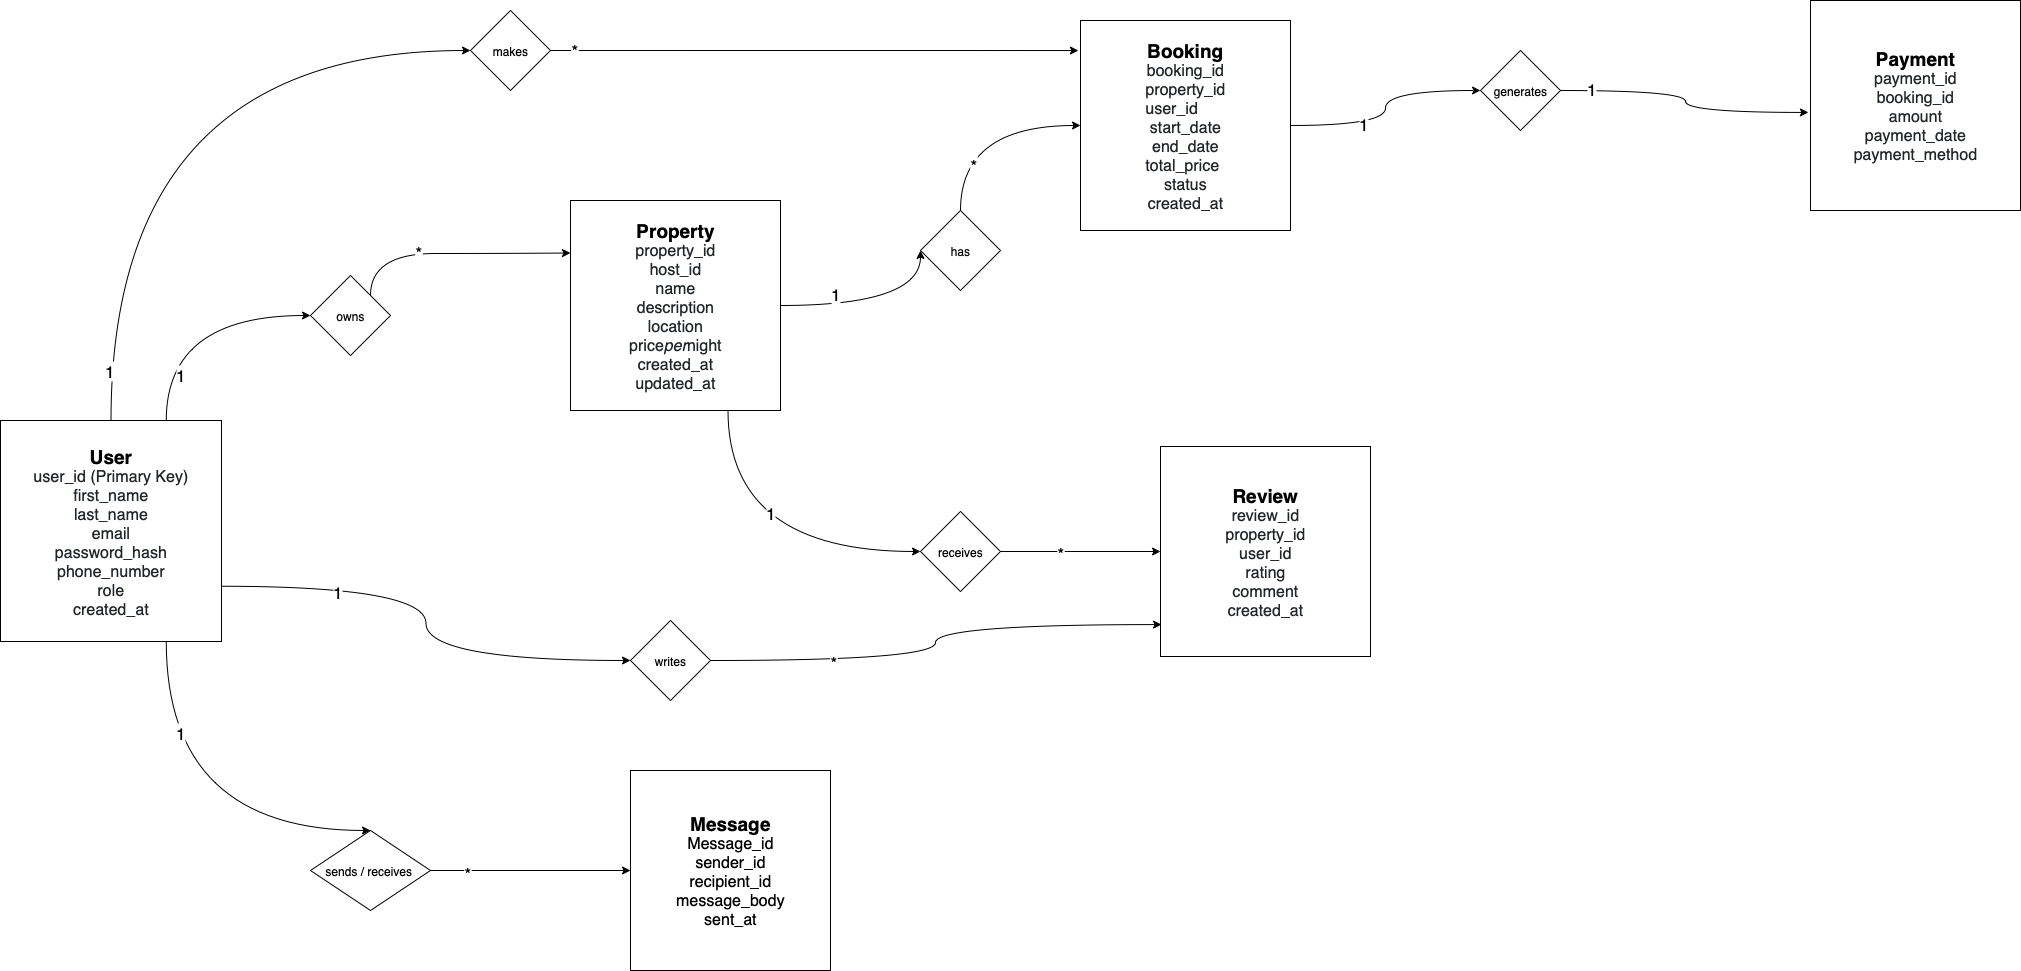 makes
*
Booking
booking_id
property_id
user_id
start_date
end_date
total_price
status
created_at
1
generates
1
Payment
payment_id
booking_id
amount
payment_date
payment_method
*
has
1
Property
property_id
host_id
name
description
location
pricepernight
created_at
updated_at
*
owns
1
1
User
user_id (Primary Key)
first_name
last_name
email
password_hash
phone_number
role
created_at
1
receives
*
Review
review_id
property_id
user_id
rating
comment
created_at
1
writes
*
1
sends / receives
*
Message
Message_id
sender_id
recipient_id
message_body
sent_at